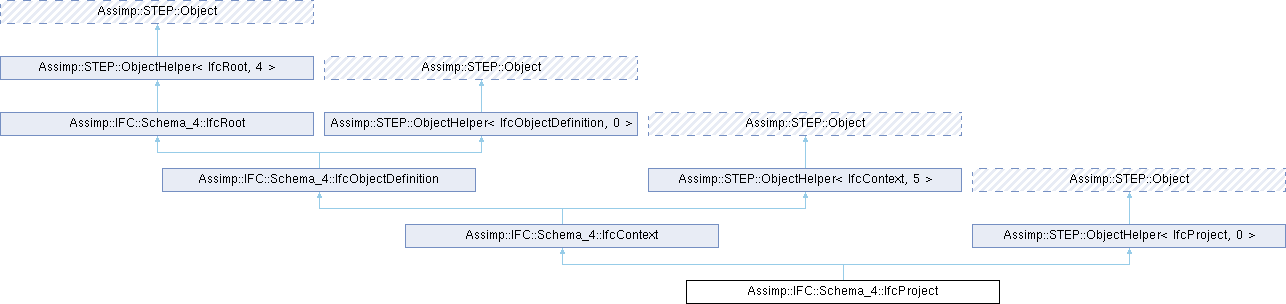 Assimp::STEP::Object
Assimp::STEP::ObjectHelper< IfcRoot, 4 >
Assimp::STEP::Object
Assimp::IFC::Schema_4::IfcRoot
Assimp::STEP::ObjectHelper< IfcObjectDefinition, 0 >
Assimp::STEP::Object
Assimp::IFC::Schema_4::IfcObjectDefinition
Assimp::STEP::ObjectHelper< IfcContext, 5 >
Assimp::STEP::Object
Assimp::IFC::Schema_4::IfcContext
Assimp::STEP::ObjectHelper< IfcProject, 0 >
Assimp::IFC::Schema_4::IfcProject